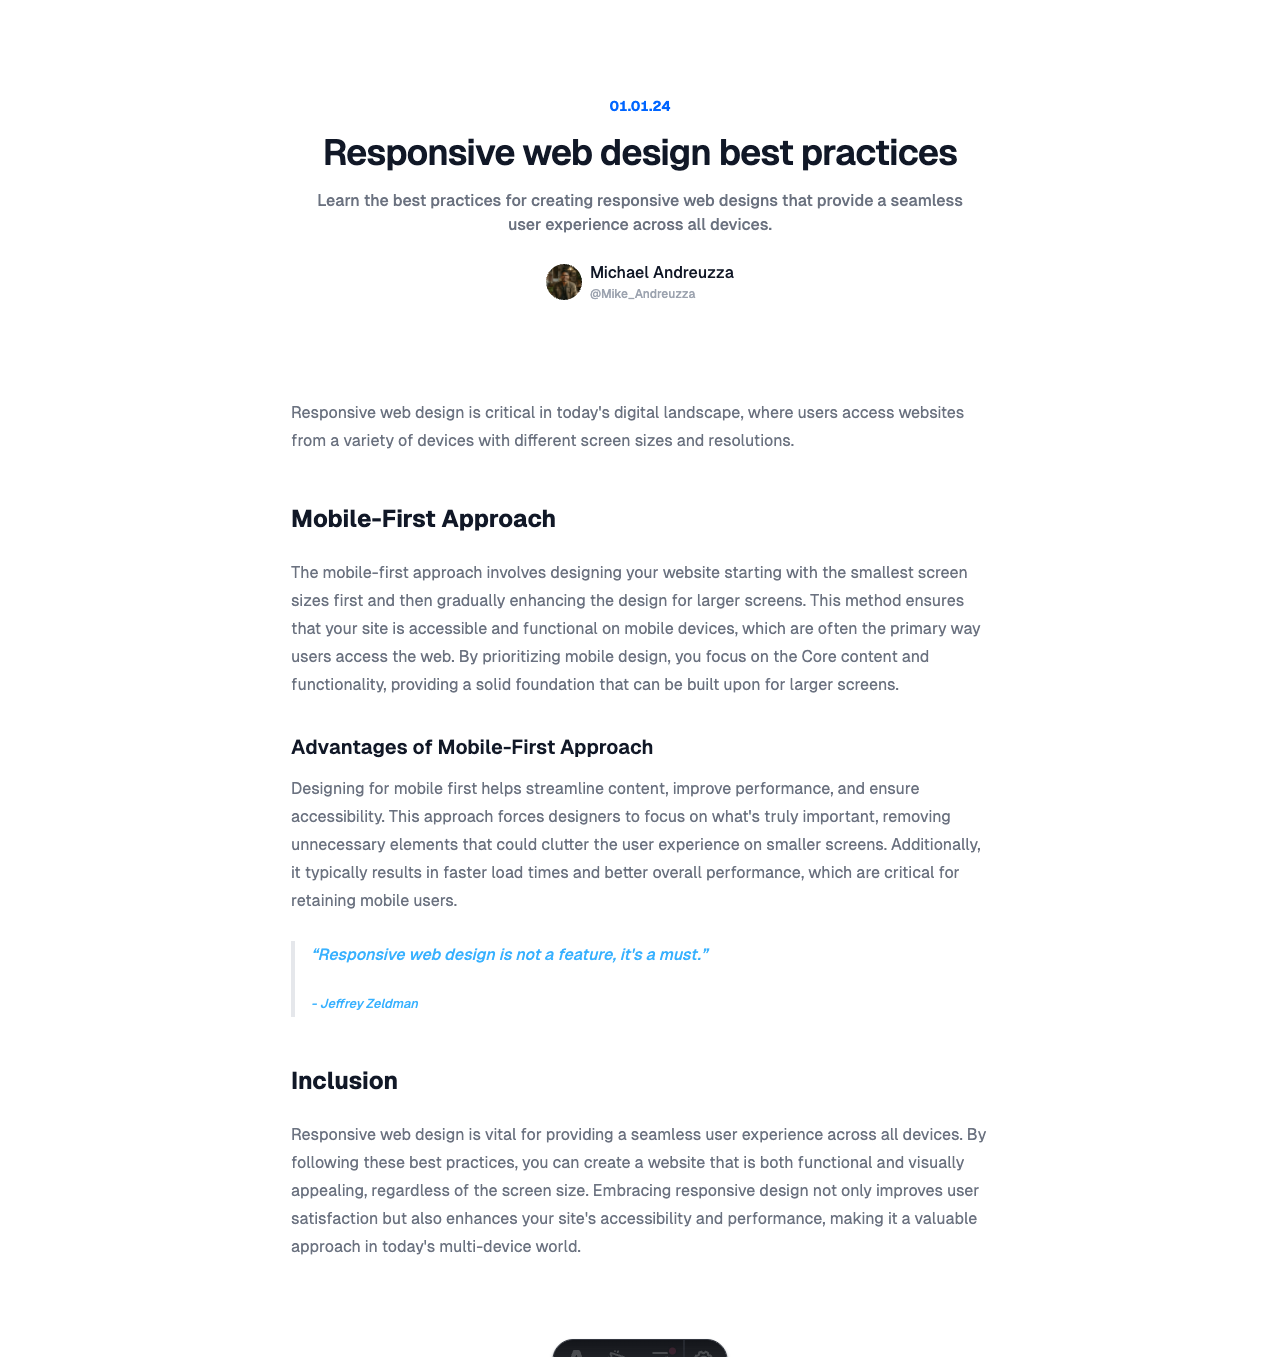 01.01.24
Responsive web design best practices
Learn the best practices for creating responsive web designs that provide a seamless
user experience across all devices.
Michael Andreuzza
@Mike_Andreuzza
Responsive web design is critical in today's digital landscape, where users access websites
from a variety of devices with different screen sizes and resolutions.
Mobile-First Approach
The mobile-first approach involves designing your website starting with the smallest screen
sizes first and then gradually enhancing the design for larger screens. This method ensures
that your site is accessible and functional on mobile devices, which are often the primary way
users access the web. By prioritizing mobile design, you focus on the Core content and
functionality, providing a solid foundation that can be built upon for larger screens.
Advantages of Mobile-First Approach
Designing for mobile first helps streamline content, improve performance, and ensure
accessibility. This approach forces designers to focus on what's truly important, removing
unnecessary elements that could clutter the user experience on smaller screens. Additionally,
it typically results in faster load times and better overall performance, which are critical for
retaining mobile users.
“Responsive web design is not a feature, it's a must.”
- Jeffrey Zeldman
Inclusion
Responsive web design is vital for providing a seamless user experience across all devices. By
following these best practices, you can create a website that is both functional and visually
appealing, regardless of the screen size. Embracing responsive design not only improves user
satisfaction but also enhances your site's accessibility and performance, making it a valuable
approach in today's multi-device world.